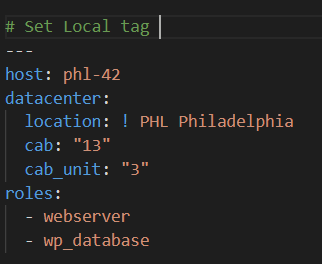 # Set Local tag
---
host: phl-42
datacenter:
  location: ! PHL Philadelphia
  cab: "13"
  cab_unit: "3"
roles:
  - webserver
  - wp_database